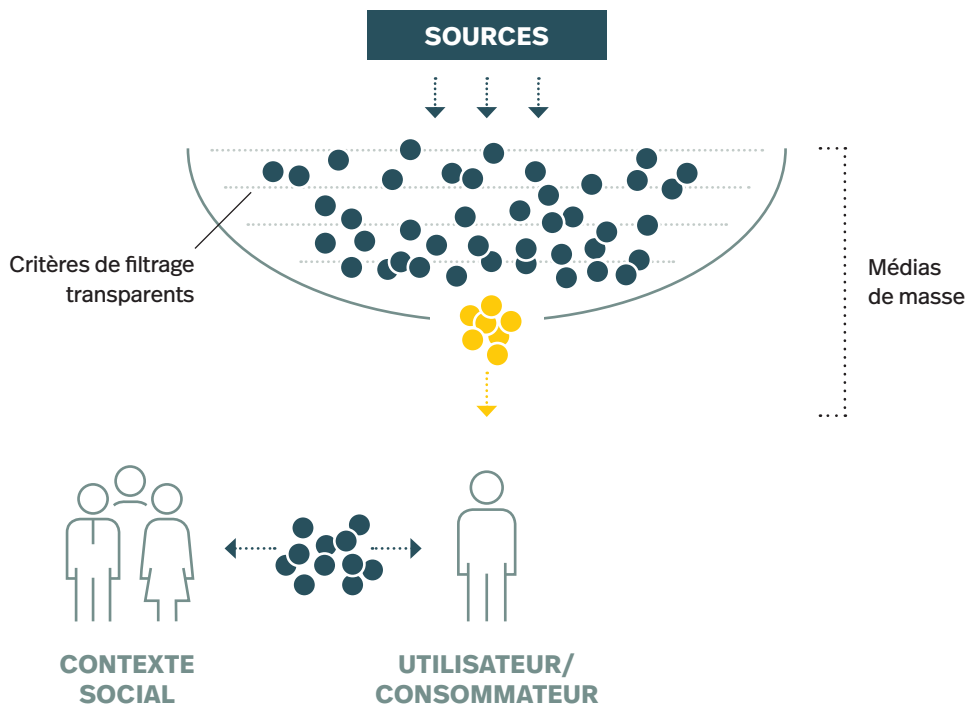 SOURCES
Critères de filtrage
transparents
Médias
de masse
CONTEXTE
SOCIAL
UTILISATEUR/
CONSOMMATEUR